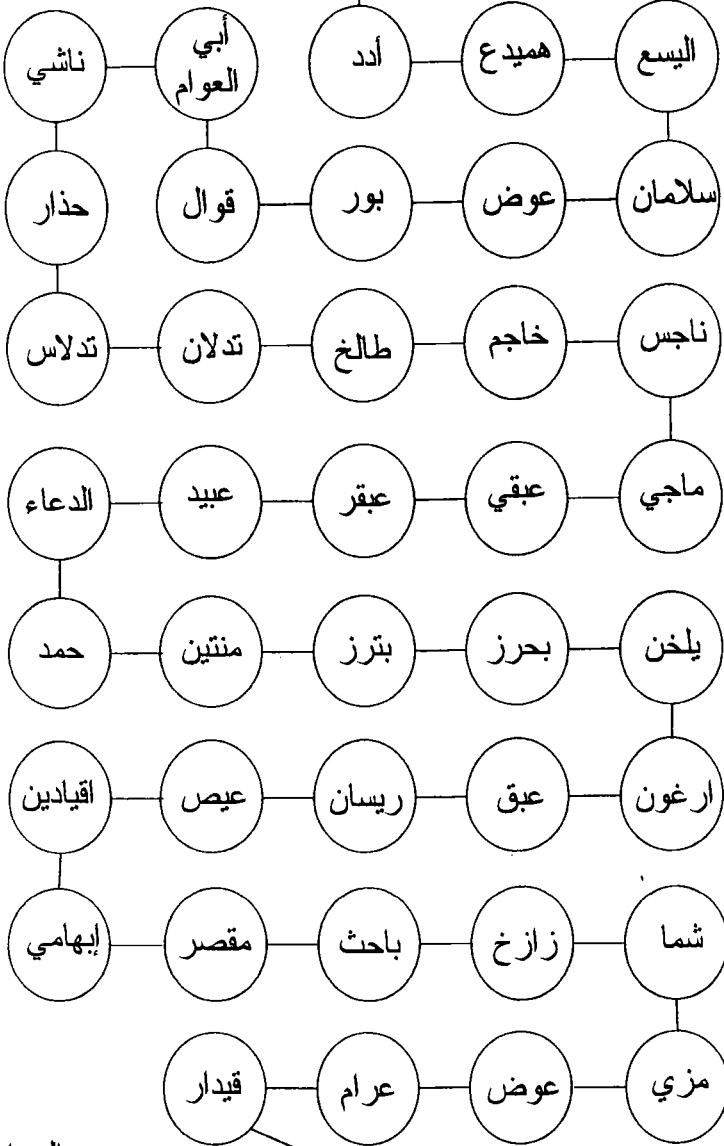 اليسع هميدع أدد أبي العوام ناشي
سلامان عوض بور قوال حذار
ناجس خاجم طالخ تدلان تدلاس
ماجي عبقي عبقر عبيد الدعاء
يلخن بحرز بترز منتين حمد
ارغون عبق ريسان عيص اقيادين
شما زازخ باحث مقصر إبهامي
مزي عوض عرام قيدار